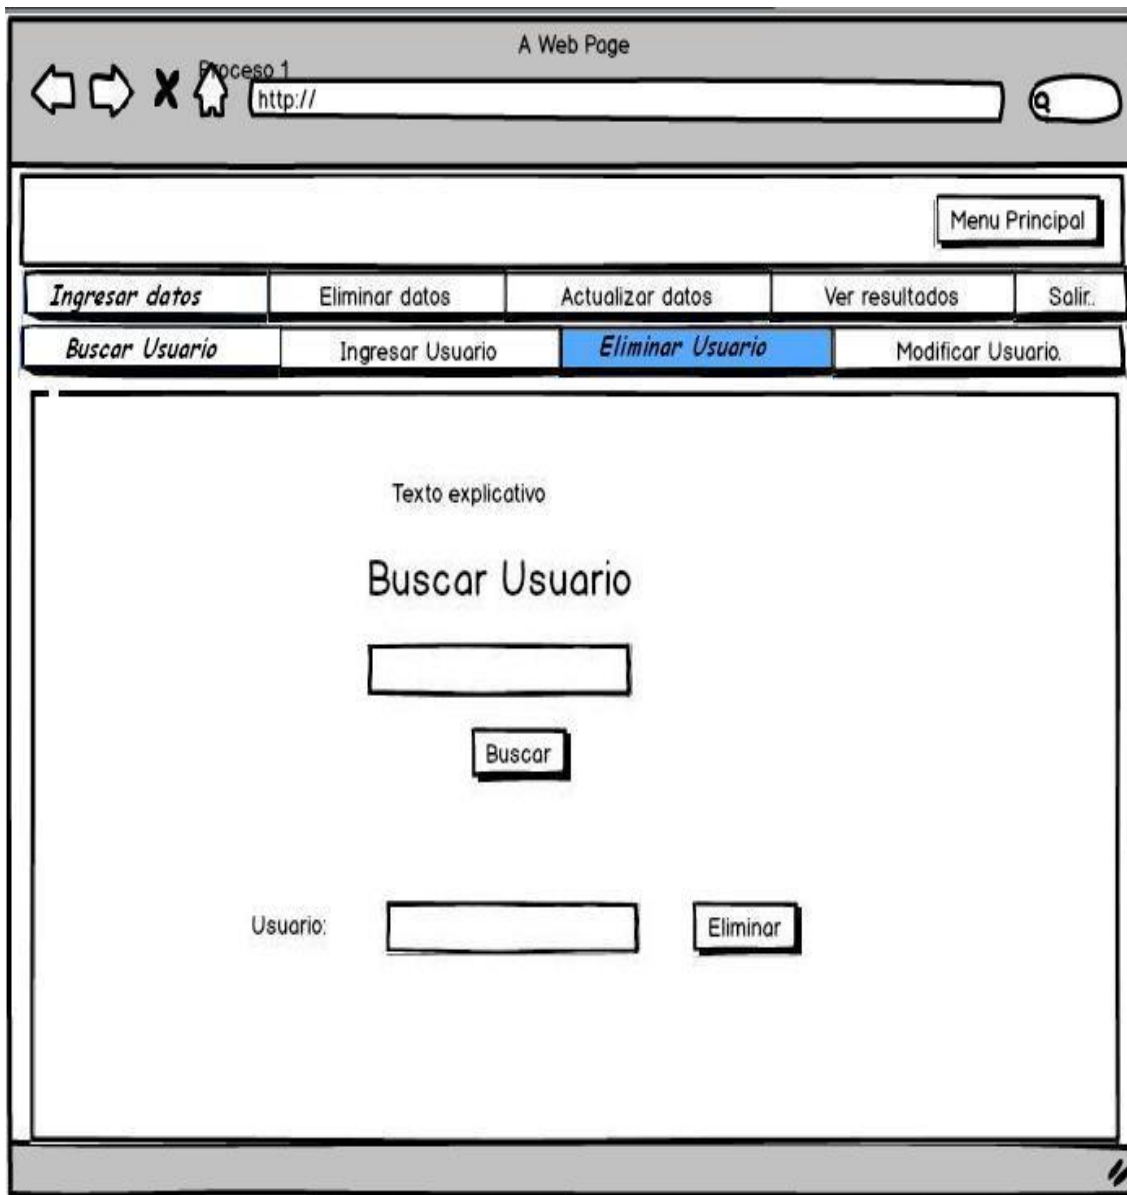 A Web Page
Proceso 1
http://
Menu Principal
Ingresar datos Eliminar datos Actualizar datos Ver resultados Salir..
Buscar Usuario Ingresar Usuario Eliminar Usuario Modificar Usuario.
Texto explicativo
Buscar Usuario
Buscar
Usuario: Eliminar